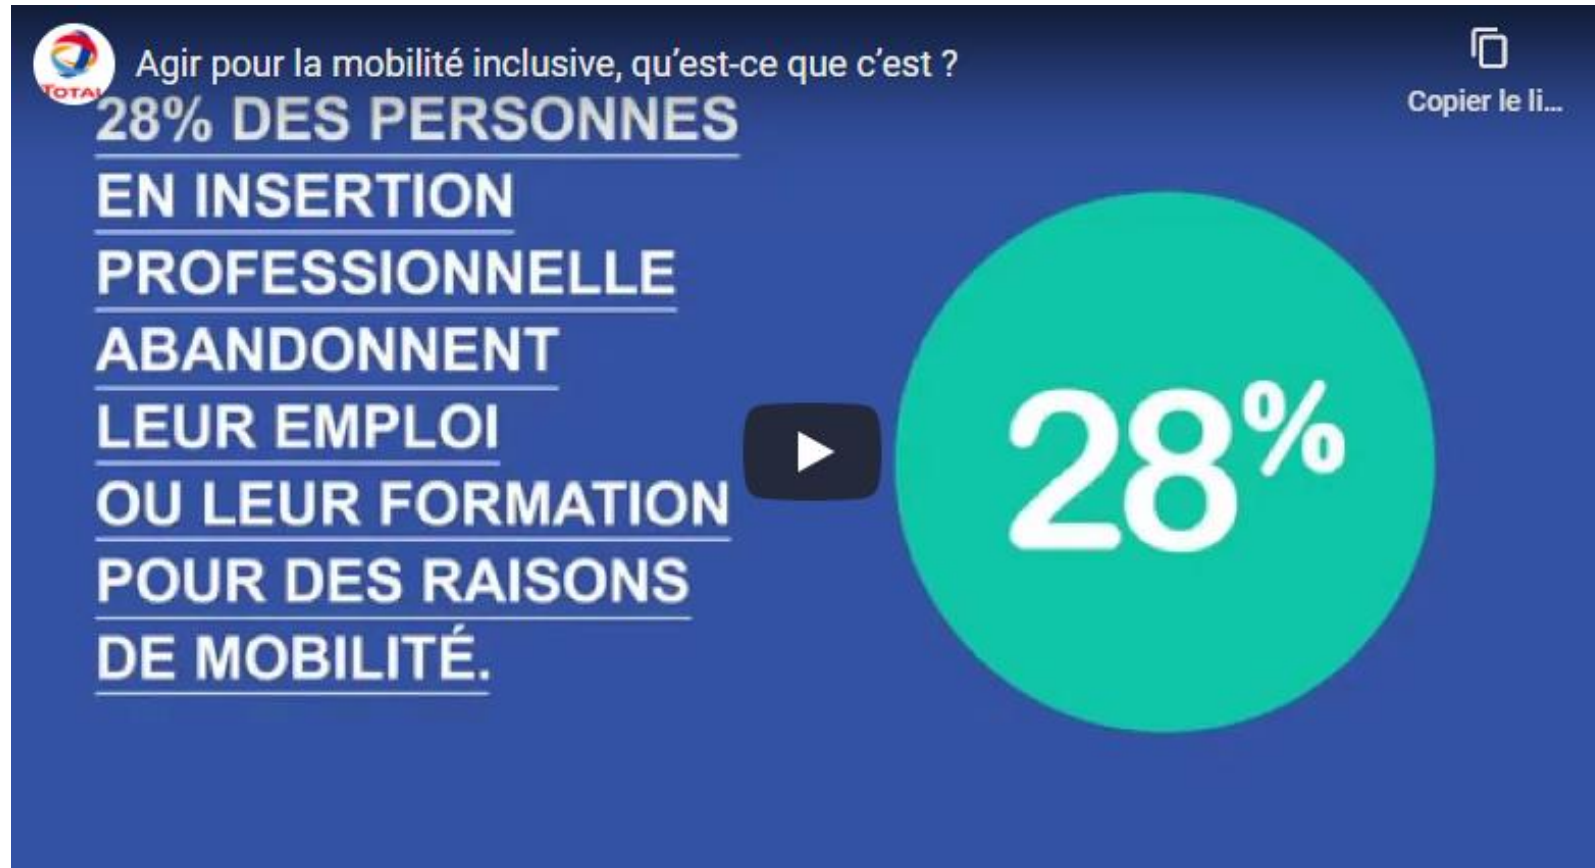 Agir pour la mobilité inclusive, qu'est-ce que c'est ?
Copier le li...
TOTAL
28% DES PERSONNES
EN INSERTION
PROFESSIONNELLE
ABANDONNENT
LEUR EMPLOI
OU LEUR FORMATION
POUR DES RAISONS
DE MOBILITÉ.
28%